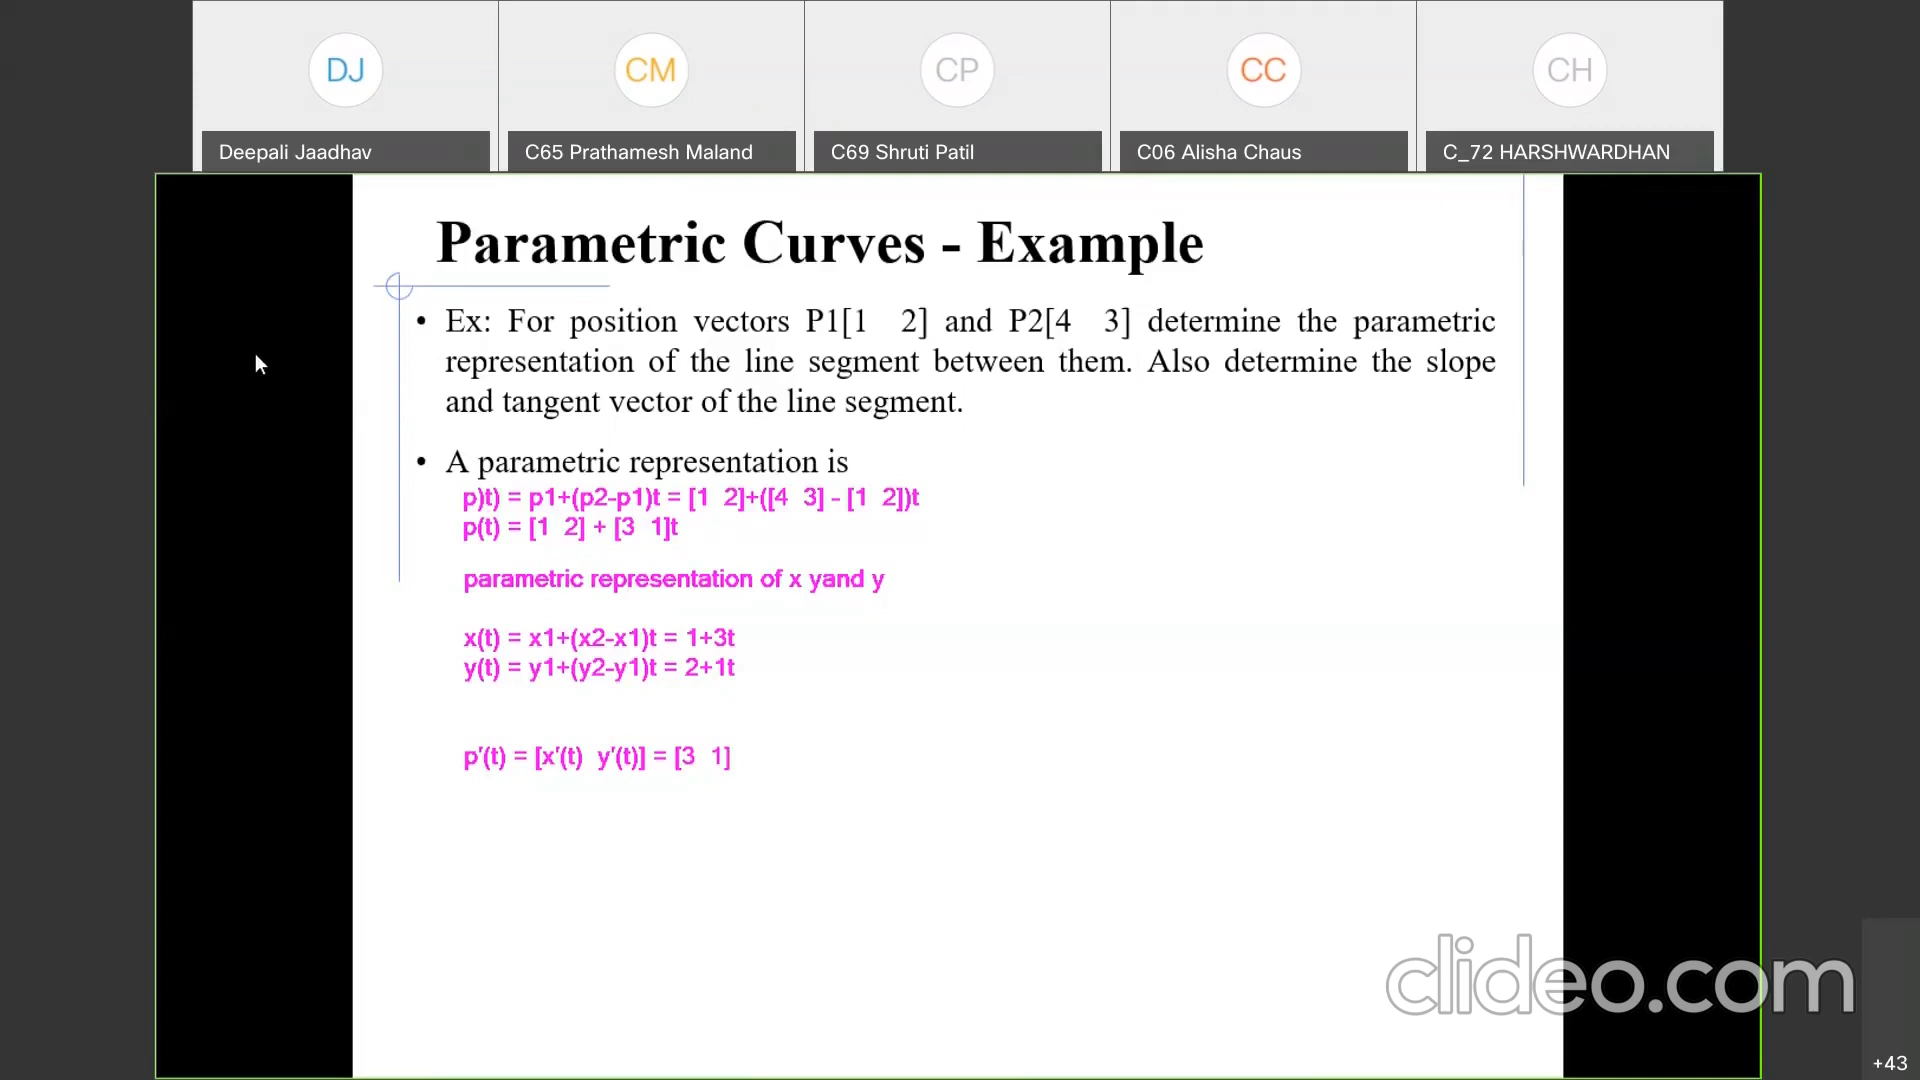 DJ
CM
CP
CC
CH
Deepali Jaadhav
C65 Prathamesh Maland
C69 Shruti Patil
C06 Alisha Chaus
C_72 HARSHWARDHAN
Parametric Curves - Example
• Ex: For position vectors P1[1 2] and P2[4 3] determine the parametric
representation of the line segment between them. Also determine the slope
and tangent vector of the line segment.
• A parametric representation is
p)t) = p1+(p2-p1)t = [1 2]+([4 3] - [1 2])t
p(t) = [1 2] + [3 1]t
parametric representation of x yand y
x(t) = x1+(x2-x1)t = 1+3t
y(t) = y1+(y2-y1)t = 2+1t
p'(t) = [x'(t) y'(t)] = [3 1]
clideo.com
+43